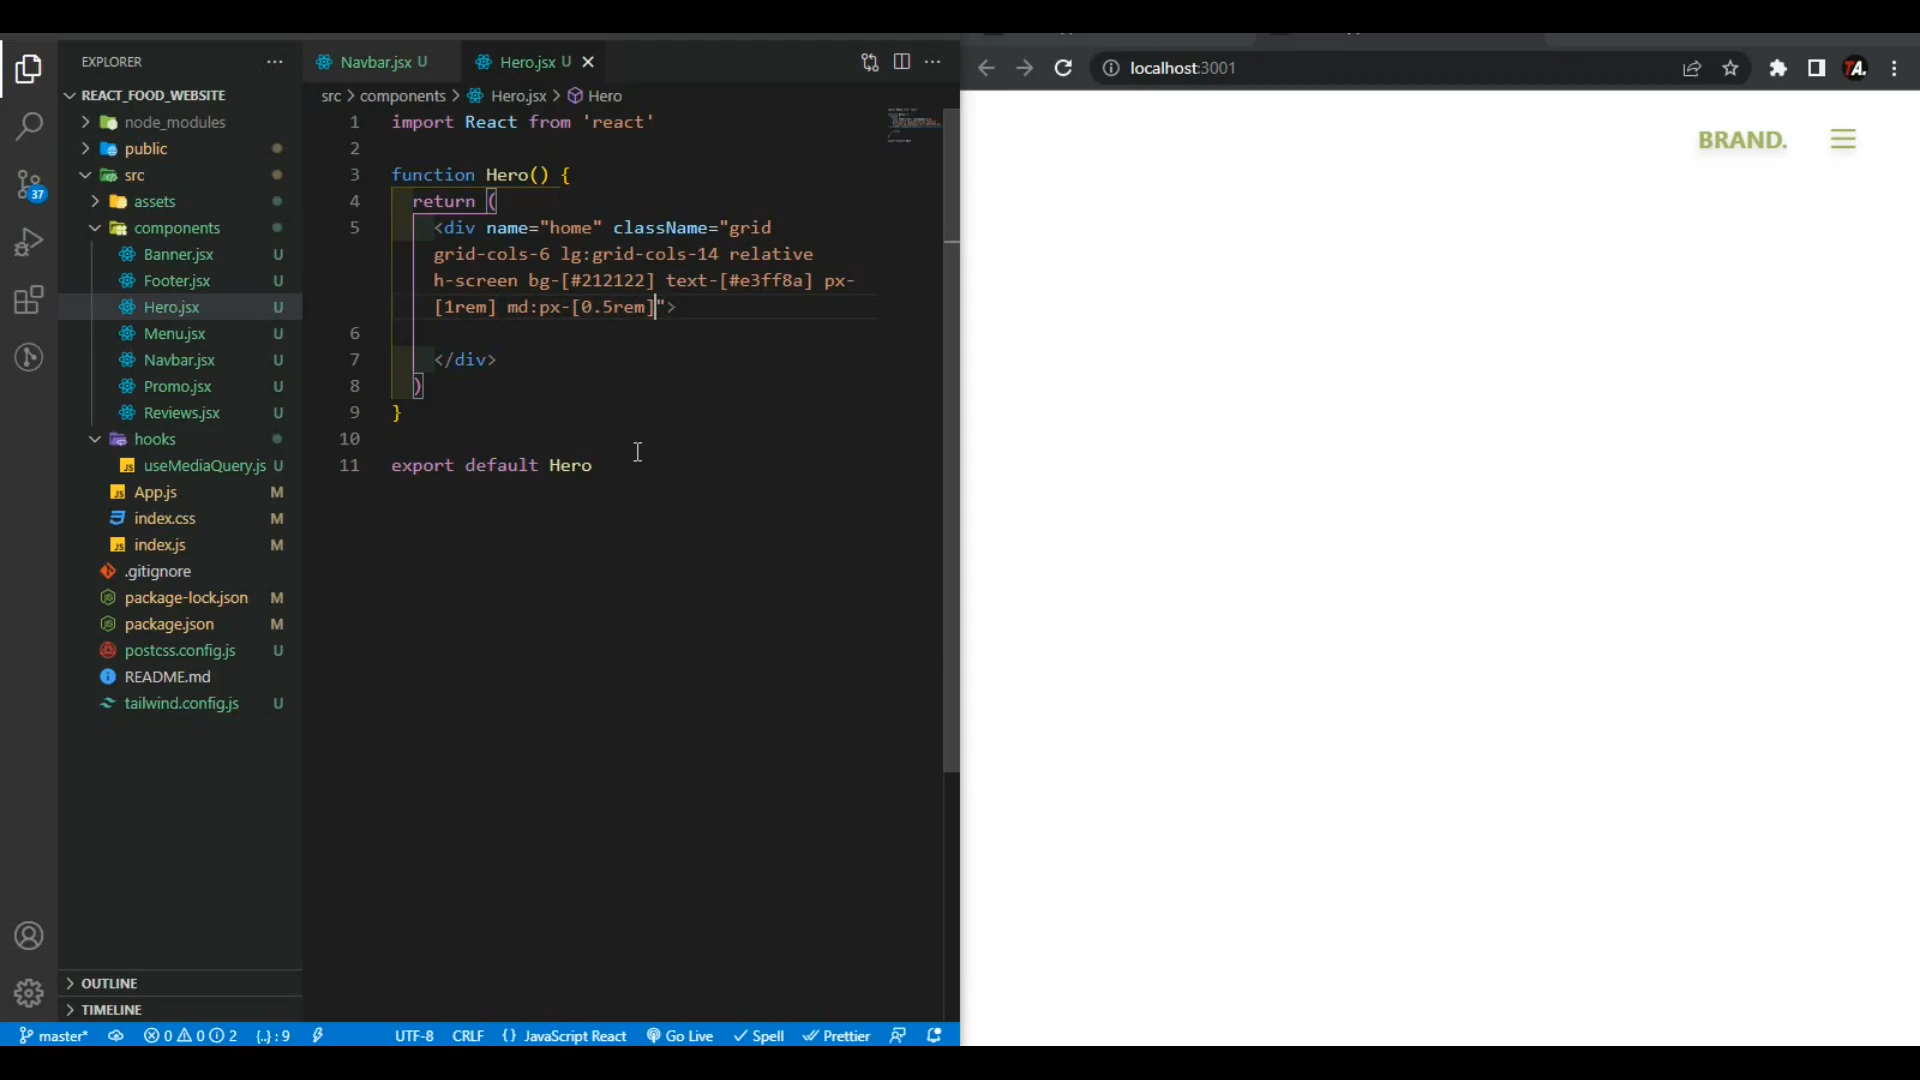 EXPLORER
REACT_FOOD_WEBSITE
node_modules
public
src
assets
components
Banner.jsx U
Footer.jsx U
Hero.jsx U
Menu.jsx U
Navbar.jsx U
Promo.jsx U
Reviews.jsx U
hooks
useMediaQuery.js U
App.js M
index.css M
index.js M
.gitignore
package-lock.json M
package.json M
postcss.config.js U
README.md
tailwind.config.js U
OUTLINE
TIMELINE
37
Navbar.jsx U
Hero.jsx U
src > components > Hero.jsx > Hero
1 import React from 'react'
2
3 function Hero() {
4 return (
5 <div name="home" className="grid
grid-cols-6 lg:grid-cols-14 relative
h-screen bg-[#212122] text-[#e3ff8a] px-
[1rem] md:px-[0.5rem]">
6
7 </div>
8 )
9 }
10
11 export default Hero
master* 0 0 2 {..} : 9 UTF-8 CRLF {} JavaScript React Go Live Spell Prettier
localhost:3001
TA.
BRAND.